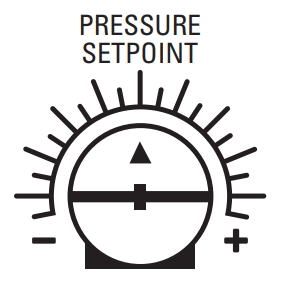 PRESSURE
SETPOINT
- +